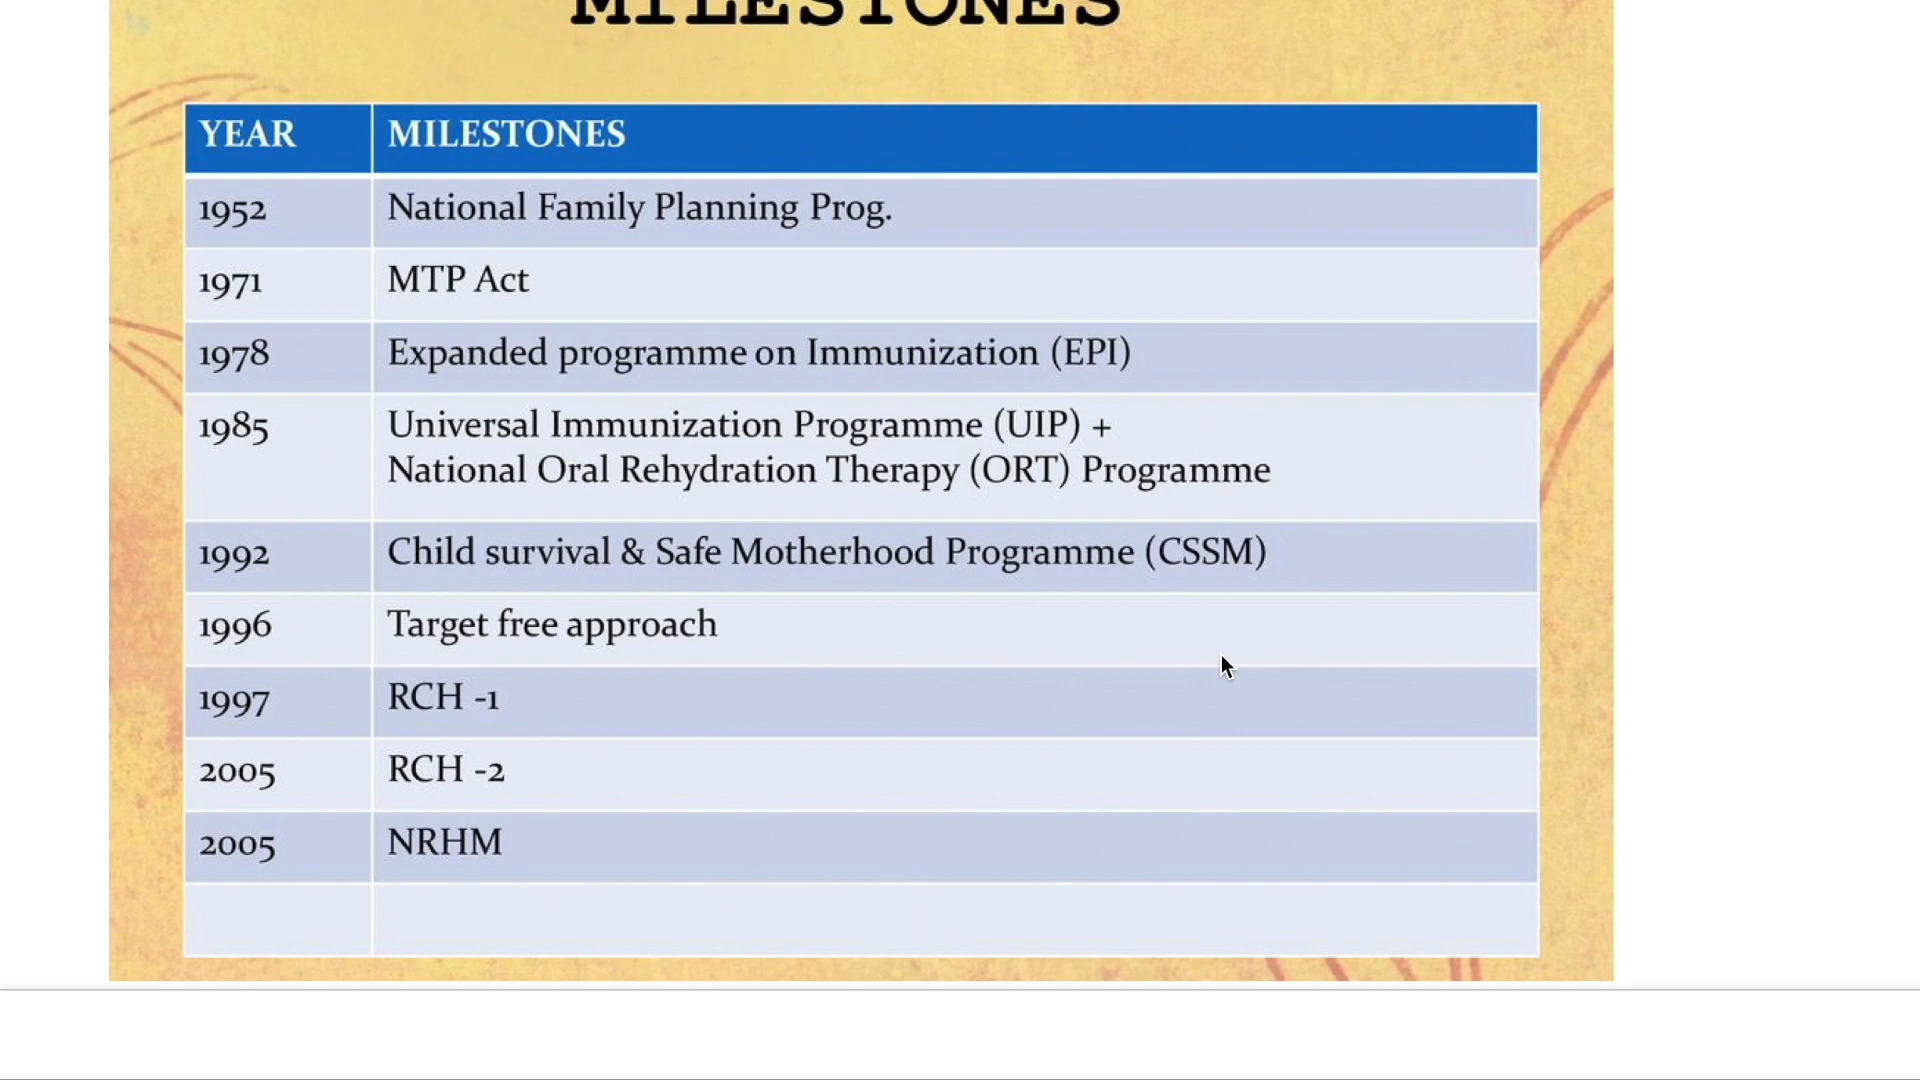 MILESTONES
YEAR MILESTONES
1952 National Family Planning Prog.
1971 MTP Act
1978 Expanded programme on Immunization (EPI)
1985 Universal Immunization Programme (UIP) +
National Oral Rehydration Therapy (ORT) Programme
1992 Child survival & Safe Motherhood Programme (CSSM)
1996 Target free approach
1997 RCH -1
2005 RCH -2
2005 NRHM